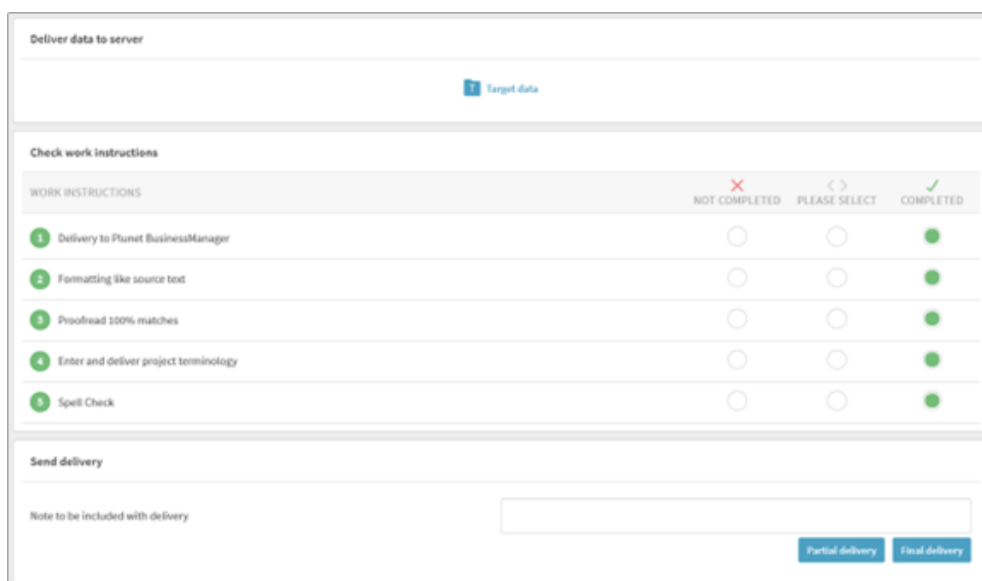 Deliver data to server
T Target data
Check work instructions
WORK INSTRUCTIONS NOT COMPLETED PLEASE SELECT COMPLETED
1 Delivery to Plunet BusinessManager
2 Formatting like source text
3 Proofread 100% matches
4 Enter and deliver project terminology
5 Spell Check
Send delivery
Note to be included with delivery
Partial delivery Final delivery